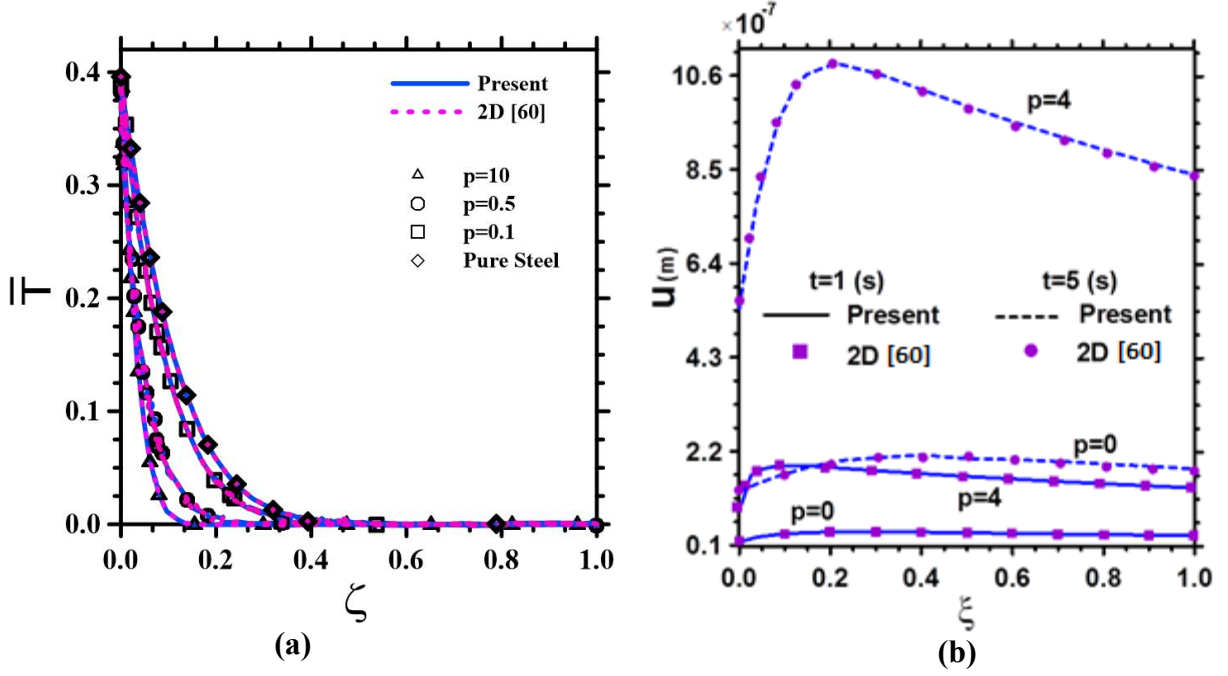 0.4
0.3
0.2
0.1
0.0
T
0.0 0.2 0.4 0.6 0.8 1.0
ζ
Present
2D [60]
p=10
p=0.5
p=0.1
Pure Steel
(a)
×10⁻⁷
10.6
8.5
6.4
4.3
2.2
0.1
u(m)
p=4
t=1 (s) t=5 (s)
Present Present
2D [60] 2D [60]
p=0
p=4
p=0
0.0 0.2 0.4 0.6 0.8 1.0
ξ
(b)